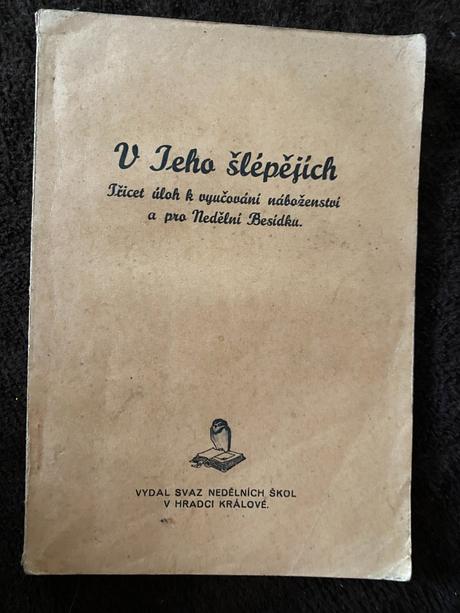 V Jeho šlépějích
Třicet úloh k vyučování náboženství
a pro Nedělní Besídku.
VYDAL SVAZ NEDĚLNÍCH ŠKOL
V HRADCI KRÁLOVÉ.